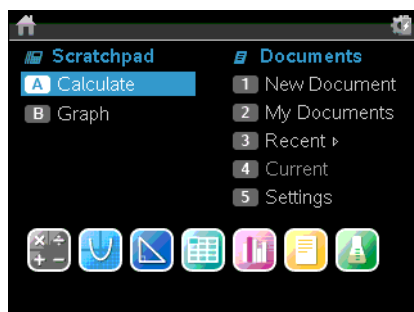 Scratchpad
A Calculate
B Graph
Documents
1 New Document
2 My Documents
3 Recent ▹
4 Current
5 Settings
× ÷
+ −